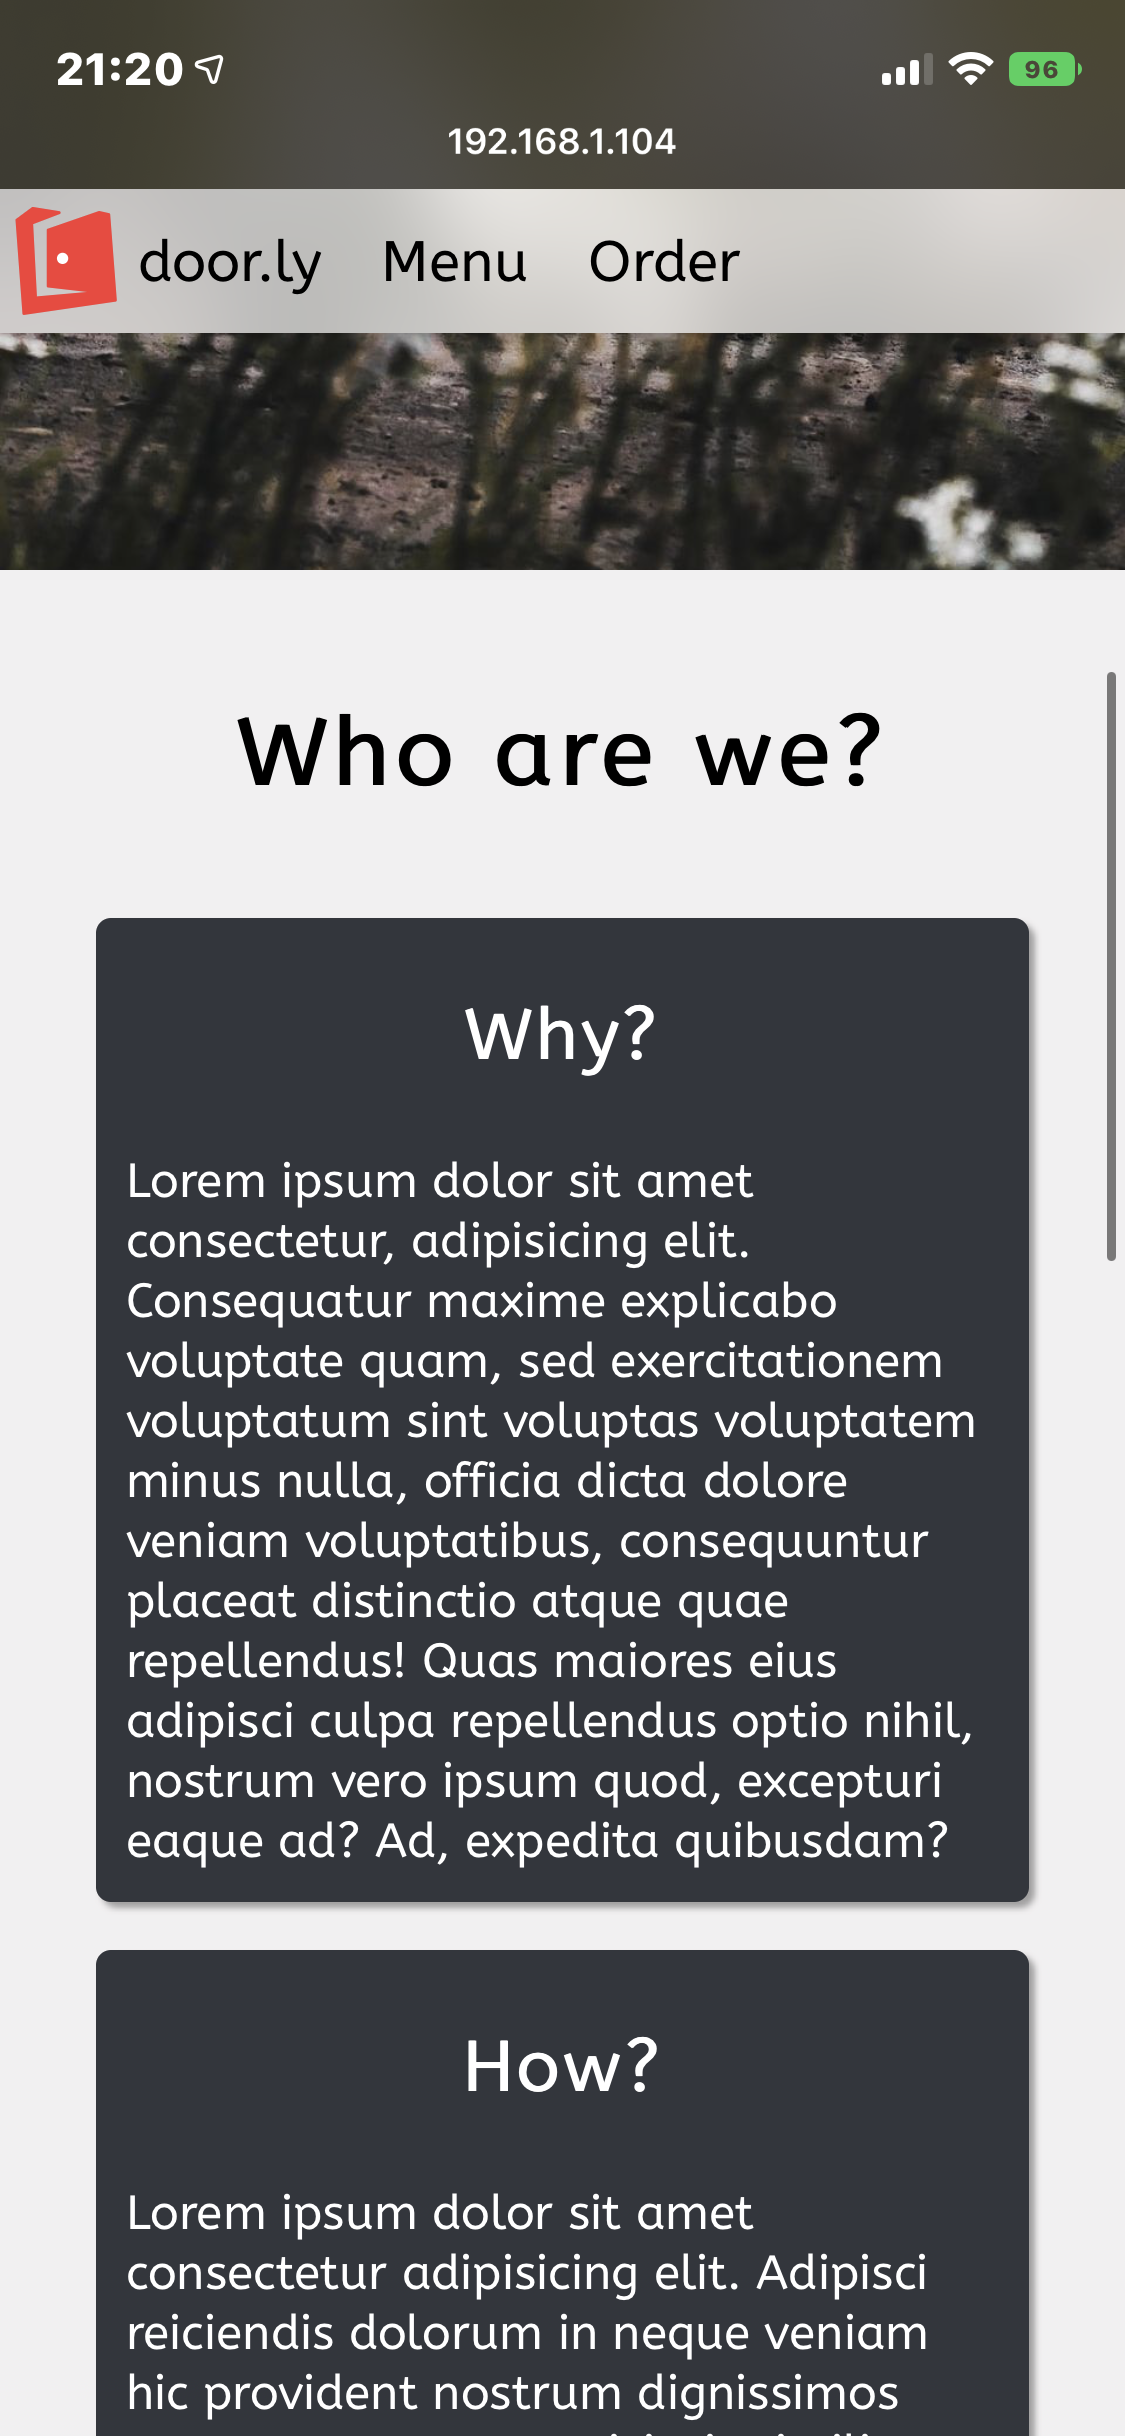 21:20
96
192.168.1.104
door.ly Menu Order
Who are we?
Why?
Lorem ipsum dolor sit amet
consectetur, adipisicing elit.
Consequatur maxime explicabo
voluptate quam, sed exercitationem
voluptatum sint voluptas voluptatem
minus nulla, officia dicta dolore
veniam voluptatibus, consequuntur
placeat distinctio atque quae
repellendus! Quas maiores eius
adipisci culpa repellendus optio nihil,
nostrum vero ipsum quod, excepturi
eaque ad? Ad, expedita quibusdam?
How?
Lorem ipsum dolor sit amet
consectetur adipisicing elit. Adipisci
reiciendis dolorum in neque veniam
hic provident nostrum dignissimos